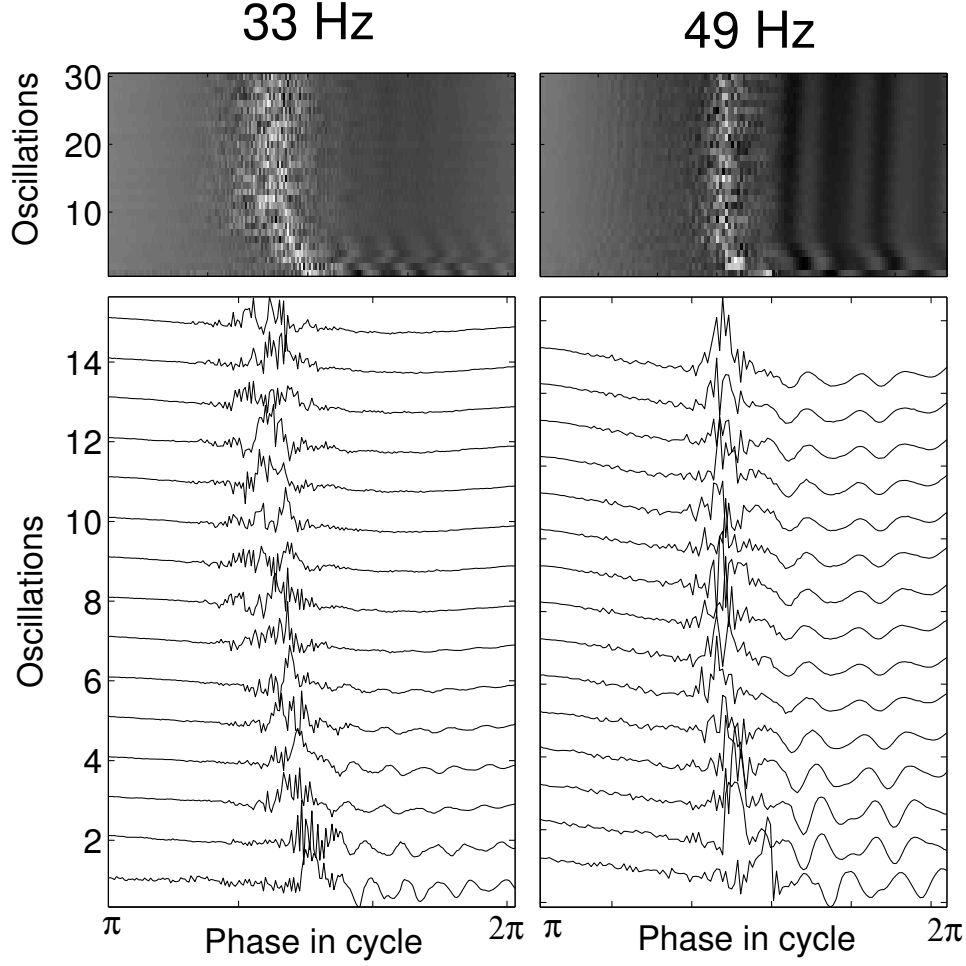 33 Hz
49 Hz
Oscillations
30
20
10
Oscillations
14
12
10
8
6
4
2
π
2π
π
2π
Phase in cycle
Phase in cycle